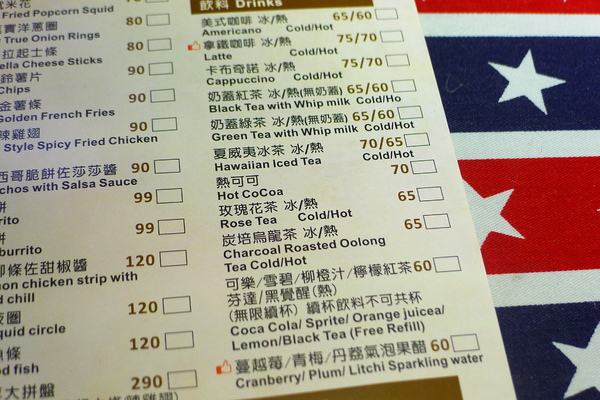 Fried Popcorn Squid
80
True Onion Rings
80
拉起士條
Cheese Sticks
90
鈴薯片
Chips
90
金薯條
Golden French Fries
90
辣雞翅
Style Spicy Fried Chicken
西哥脆餅佐莎莎醬 90
chos with Salsa Sauce
餅 99
rito
99
burrito
柳條佐甜椒醬 120
on chicken strip with
d chili
120
uid circle
魚條 120
d fish
大拼盤 290
飲料 Drinks
美式咖啡 冰/熱 65/60
Americano Cold/Hot
拿鐵咖啡 冰/熱 75/70
Latte Cold/Hot
卡布奇諾 冰/熱 75/70
Cappuccino Cold/Hot
奶蓋紅茶 冰/熱(無奶蓋) 65/60
Black Tea with Whip milk Cold/Ho
奶蓋綠茶 冰/熱(無奶蓋) 65/60
Green Tea with Whip milk Cold/Ho
夏威夷冰茶 冰/熱 70/65
Hawaiian Iced Tea Cold/Hot
熱可可 70
Hot CoCoa
玫瑰花茶 冰/熱 65
Rose Tea Cold/Hot
炭培烏龍茶 冰/熱 65
Charcoal Roasted Oolong
Tea Cold/Hot
可樂/雪碧/柳橙汁/檸檬紅茶 60
芬達/黑覺醒(熱)
(無限續杯) 續杯飲料不可共杯
Coca Cola/ Sprite/ Orange juicea/
Lemon/Black Tea (Free Refill)
蔓越莓/青梅/丹荔氣泡果醋 60
Cranberry/ Plum/ Litchi Sparkling water